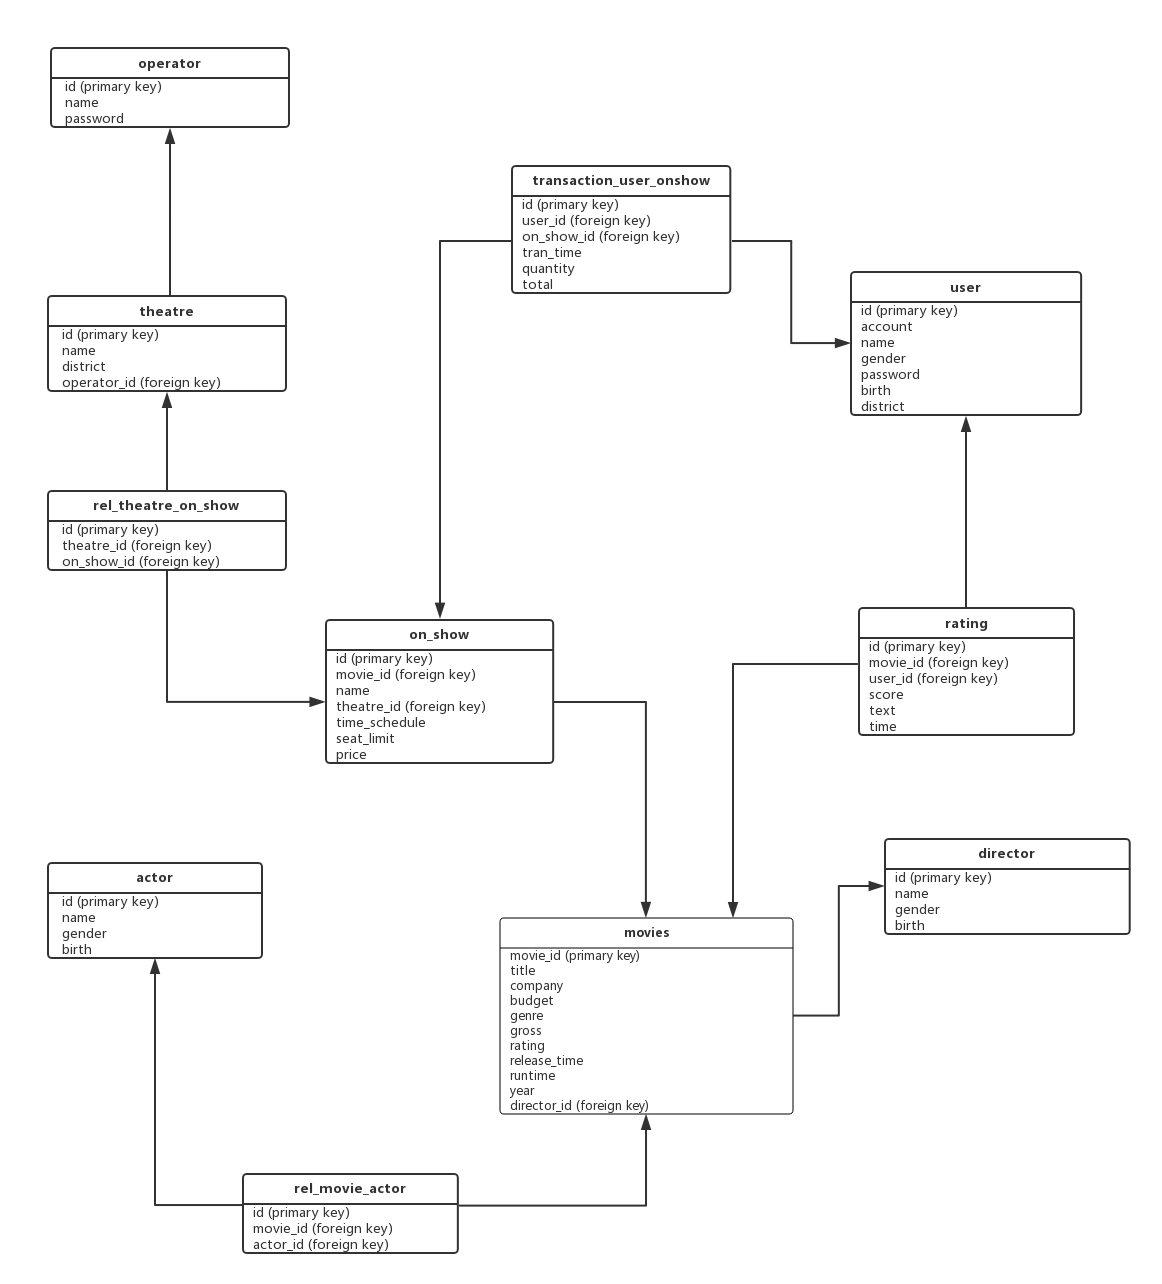 operator
id (primary key)
name
password
transaction_user_onshow
id (primary key)
user_id (foreign key)
on_show_id (foreign key)
tran_time
quantity
total
user
id (primary key)
account
name
gender
password
birth
district
theatre
id (primary key)
name
district
operator_id (foreign key)
rel_theatre_on_show
id (primary key)
theatre_id (foreign key)
on_show_id (foreign key)
on_show
id (primary key)
movie_id (foreign key)
name
theatre_id (foreign key)
time_schedule
seat_limit
price
rating
id (primary key)
movie_id (foreign key)
user_id (foreign key)
score
text
time
actor
id (primary key)
name
gender
birth
director
id (primary key)
name
gender
birth
movies
movie_id (primary key)
title
company
budget
genre
gross
rating
release_time
runtime
year
director_id (foreign key)
rel_movie_actor
id (primary key)
movie_id (foreign key)
actor_id (foreign key)